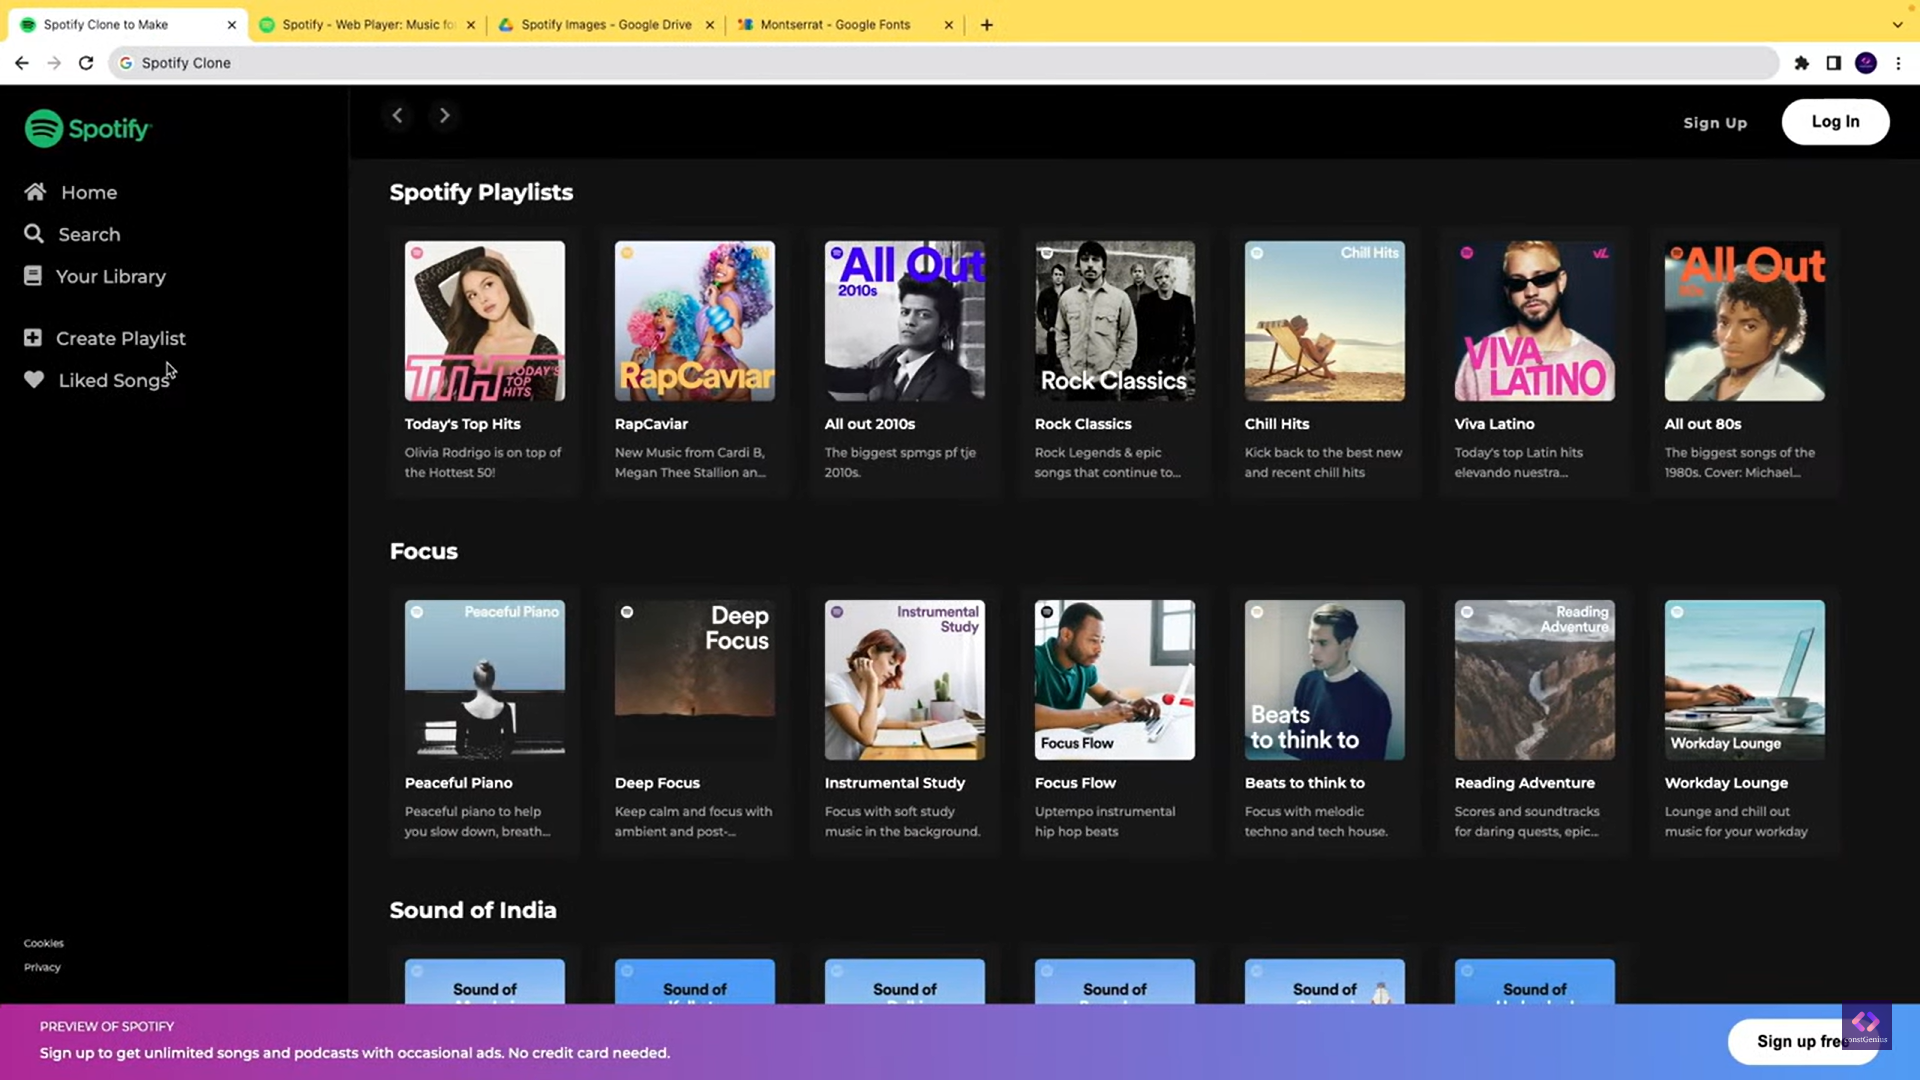 Spotify Clone to Make
Spotify - Web Player: Music fo
Spotify Images - Google Drive
Montserrat - Google Fonts
Spotify Clone
Spotify
Sign Up
Log In
Home
Search
Your Library
Create Playlist
Liked Songs
Cookies
Privacy
Spotify Playlists
TTH TODAY'S
TOP
HITS
RapCaviar
All Out
2010s
Rock Classics
Chill Hits
VIVA
LATINO
All Out
80s
Today's Top Hits
RapCaviar
All out 2010s
Rock Classics
Chill Hits
Viva Latino
All out 80s
Olivia Rodrigo is on top of
the Hottest 50!
New Music from Cardi B,
Megan Thee Stallion an...
The biggest spmgs pf tje
2010s.
Rock Legends & epic
songs that continue to...
Kick back to the best new
and recent chill hits
Today's top Latin hits
elevando nuestra...
The biggest songs of the
1980s. Cover: Michael...
Focus
Peaceful Piano
Deep
Focus
Instrumental
Study
Focus Flow
Beats
to think to
Reading
Adventure
Workday Lounge
Peaceful Piano
Deep Focus
Instrumental Study
Focus Flow
Beats to think to
Reading Adventure
Workday Lounge
Peaceful piano to help
you slow down, breath...
Keep calm and focus with
ambient and post-...
Focus with soft study
music in the background.
Uptempo instrumental
hip hop beats
Focus with melodic
techno and tech house.
Scores and soundtracks
for daring quests, epic...
Lounge and chill out
music for your workday
Sound of India
Sound of
Sound of
Sound of
Sound of
Sound of
Sound of
PREVIEW OF SPOTIFY
Sign up to get unlimited songs and podcasts with occasional ads. No credit card needed.
Sign up free
onstGenius